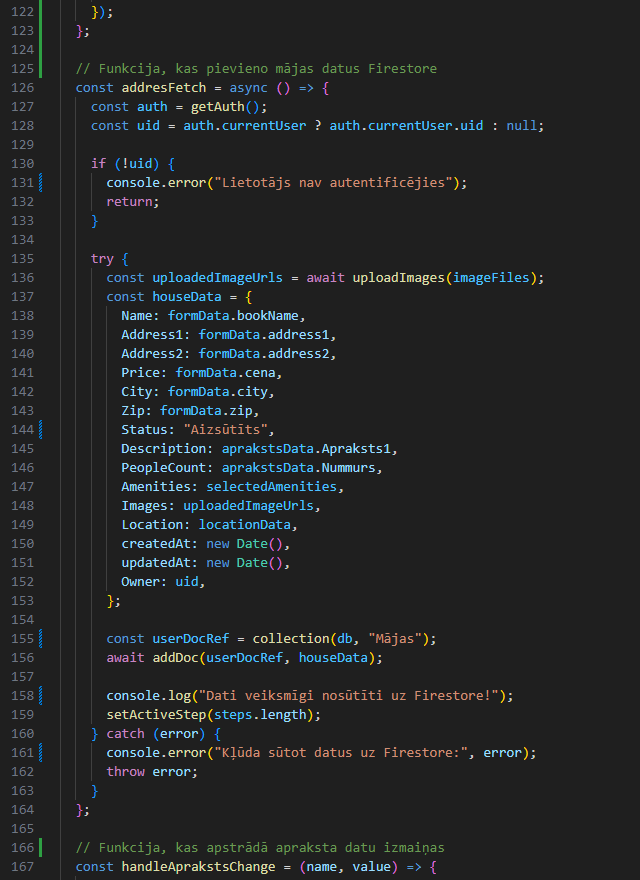 122 });
123 };
124
125 // Funkcija, kas pievieno mājas datus Firestore
126 const addresFetch = async () => {
127 const auth = getAuth();
128 const uid = auth.currentUser ? auth.currentUser.uid : null;
129
130 if (!uid) {
131 console.error("Lietotājs nav autentificējies");
132 return;
133 }
134
135 try {
136 const uploadedImageUrls = await uploadImages(imageFiles);
137 const houseData = {
138 Name: formData.bookName,
139 Address1: formData.address1,
140 Address2: formData.address2,
141 Price: formData.cena,
142 City: formData.city,
143 Zip: formData.zip,
144 Status: "Aizsūtīts",
145 Description: aprakstsData.Apraksts1,
146 PeopleCount: aprakstsData.Nummurs,
147 Amenities: selectedAmenities,
148 Images: uploadedImageUrls,
149 Location: locationData,
150 createdAt: new Date(),
151 updatedAt: new Date(),
152 Owner: uid,
153 };
154
155 const userDocRef = collection(db, "Mājas");
156 await addDoc(userDocRef, houseData);
157
158 console.log("Dati veiksmīgi nosūtīti uz Firestore!");
159 setActiveStep(steps.length);
160 } catch (error) {
161 console.error("Kļūda sūtot datus uz Firestore:", error);
162 throw error;
163 }
164 };
165
166 // Funkcija, kas apstrādā apraksta datu izmaiņas
167 const handleAprakstsChange = (name, value) => {